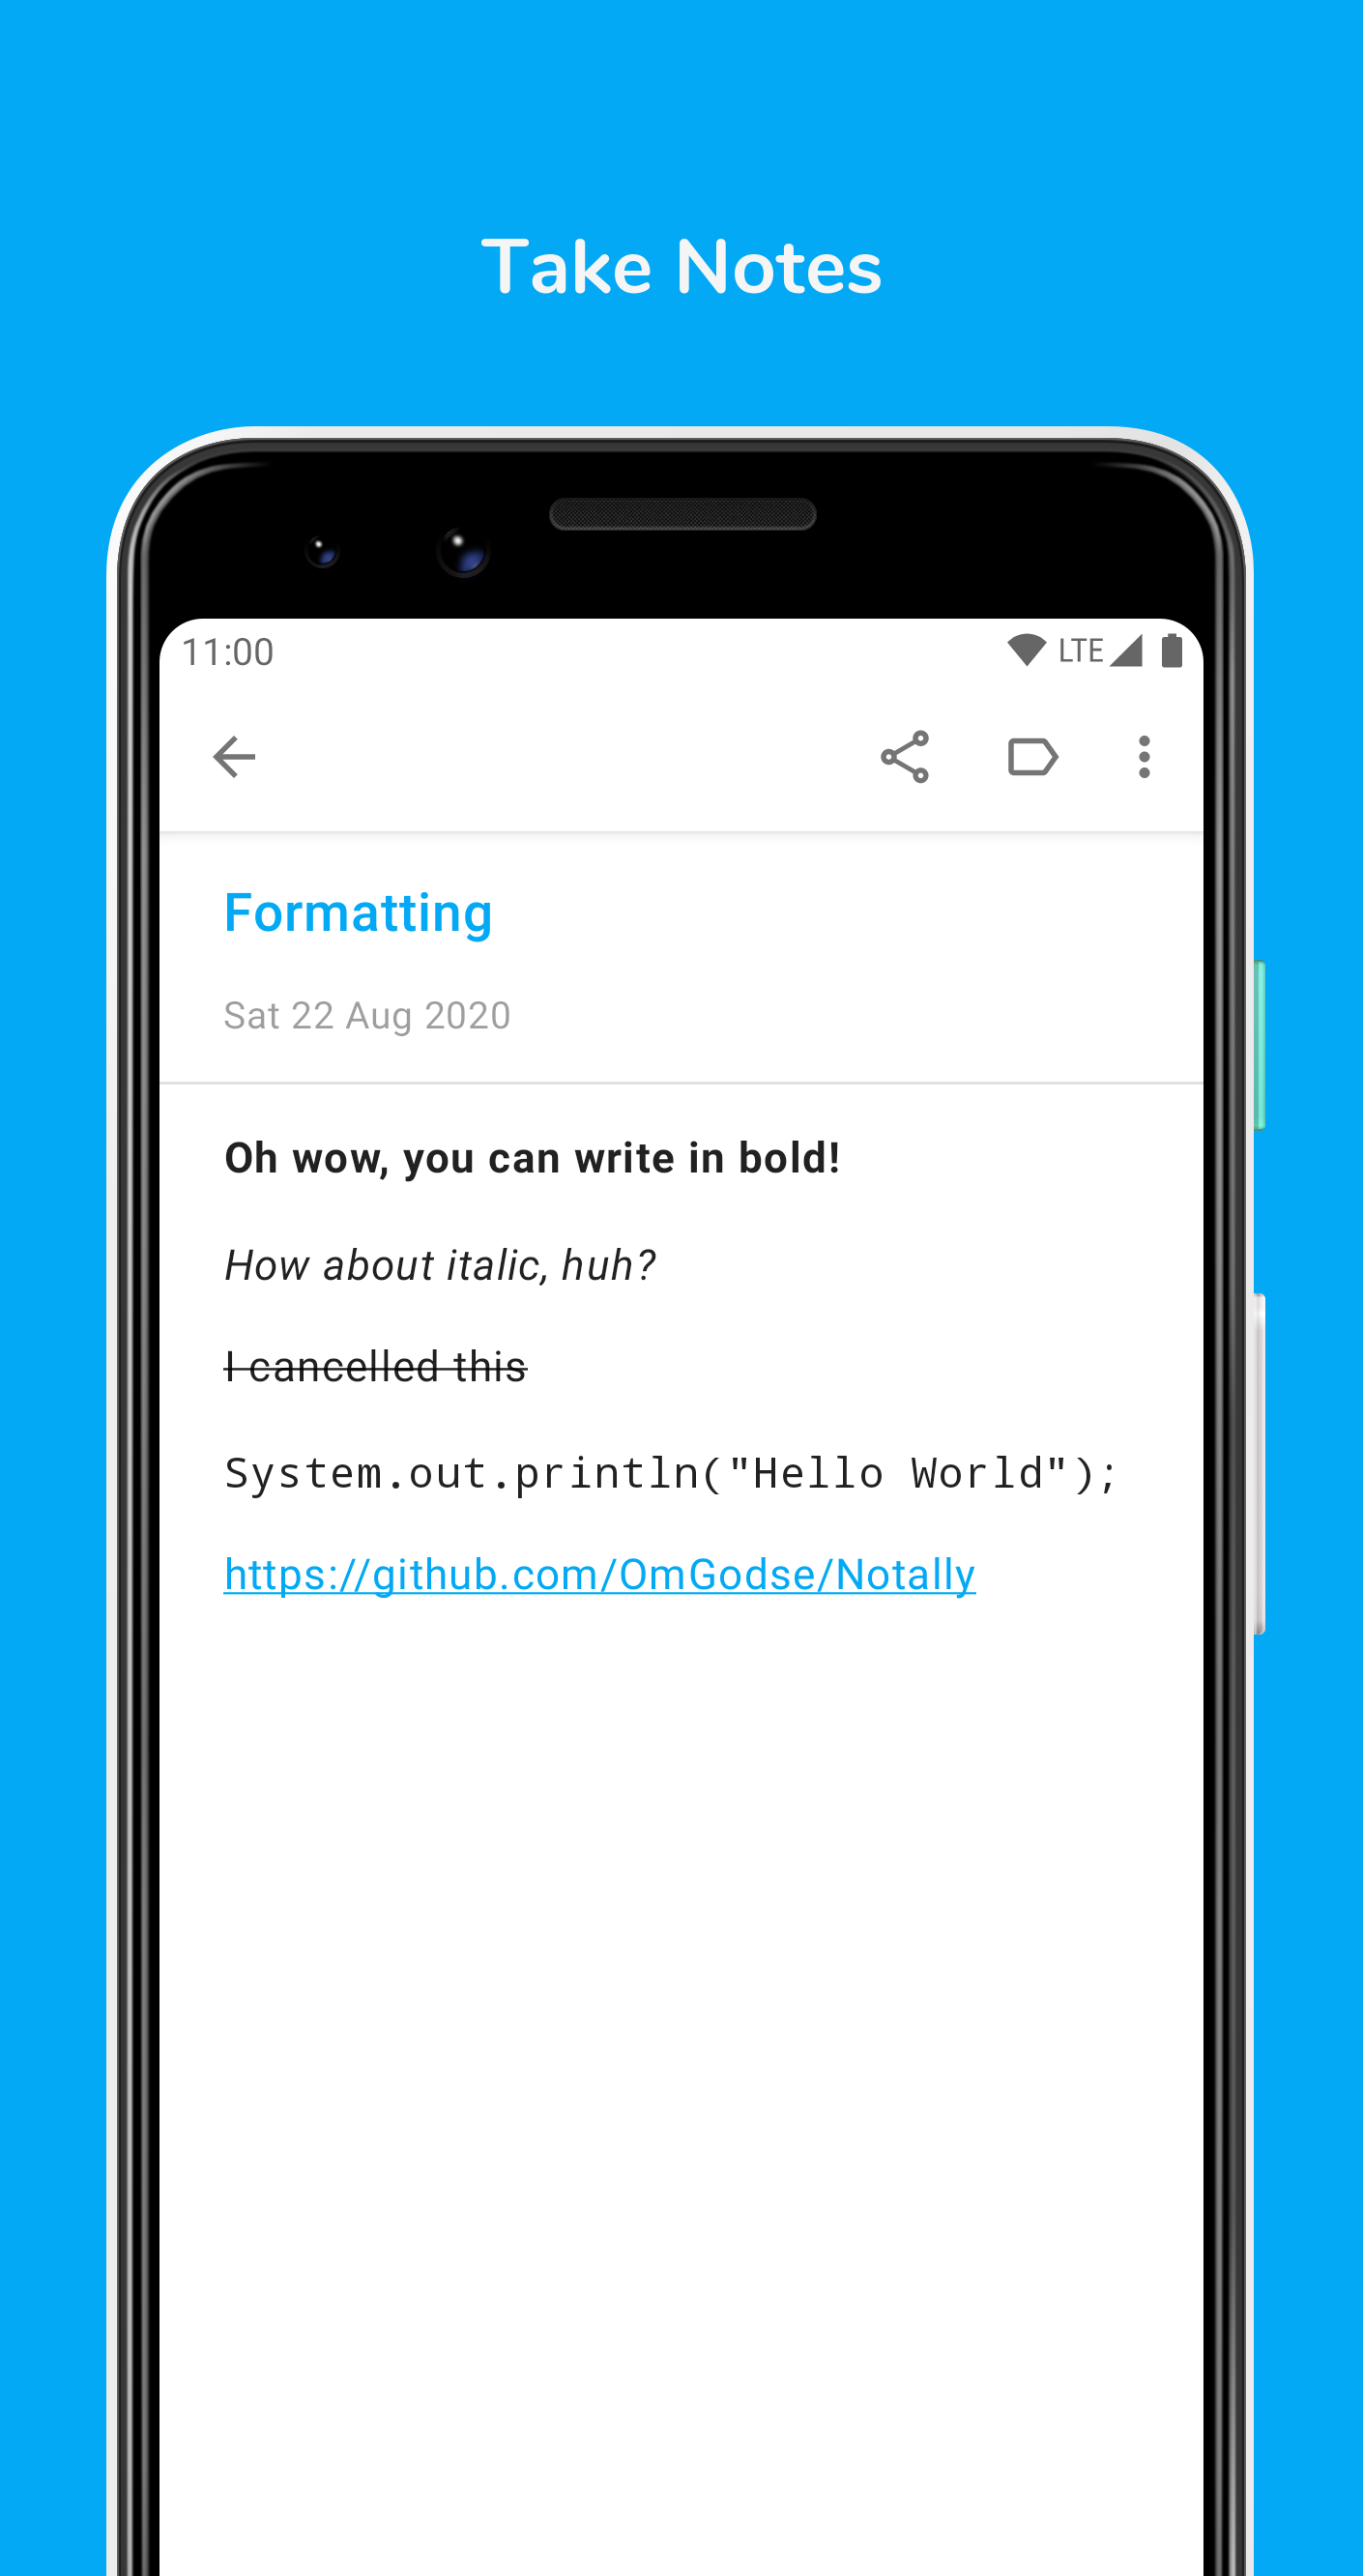 Take Notes
11:00 LTE
Formatting
Sat 22 Aug 2020
Oh wow, you can write in bold!
How about italic, huh?
I cancelled this
System.out.println("Hello World");
https://github.com/OmGodse/Notally